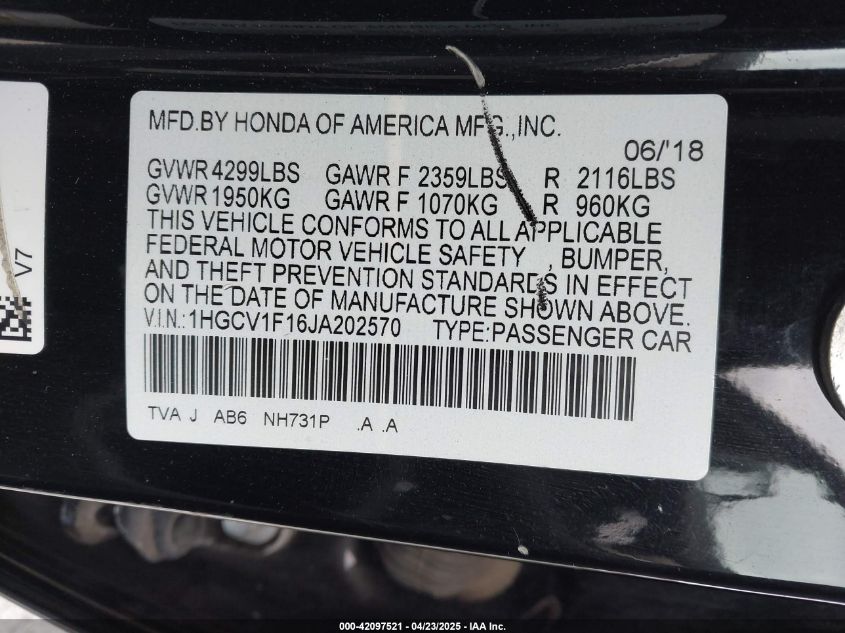 MFD.BY HONDA OF AMERICA MFG.,INC.
06/'18
GVWR 4299LBS GAWR F 2359LBS R 2116LBS
GVWR 1950KG GAWR F 1070KG R 960KG
THIS VEHICLE CONFORMS TO ALL APPLICABLE
FEDERAL MOTOR VEHICLE SAFETY , BUMPER,
AND THEFT PREVENTION STANDARDS IN EFFECT
ON THE DATE OF MANUFACTURE SHOWN ABOVE.
V.I.N.:1HGCV1F16JA202570 TYPE:PASSENGER CAR
TVA J AB6 NH731P .A .A
V7
000-42097521 - 04/23/2025 - IAA Inc.